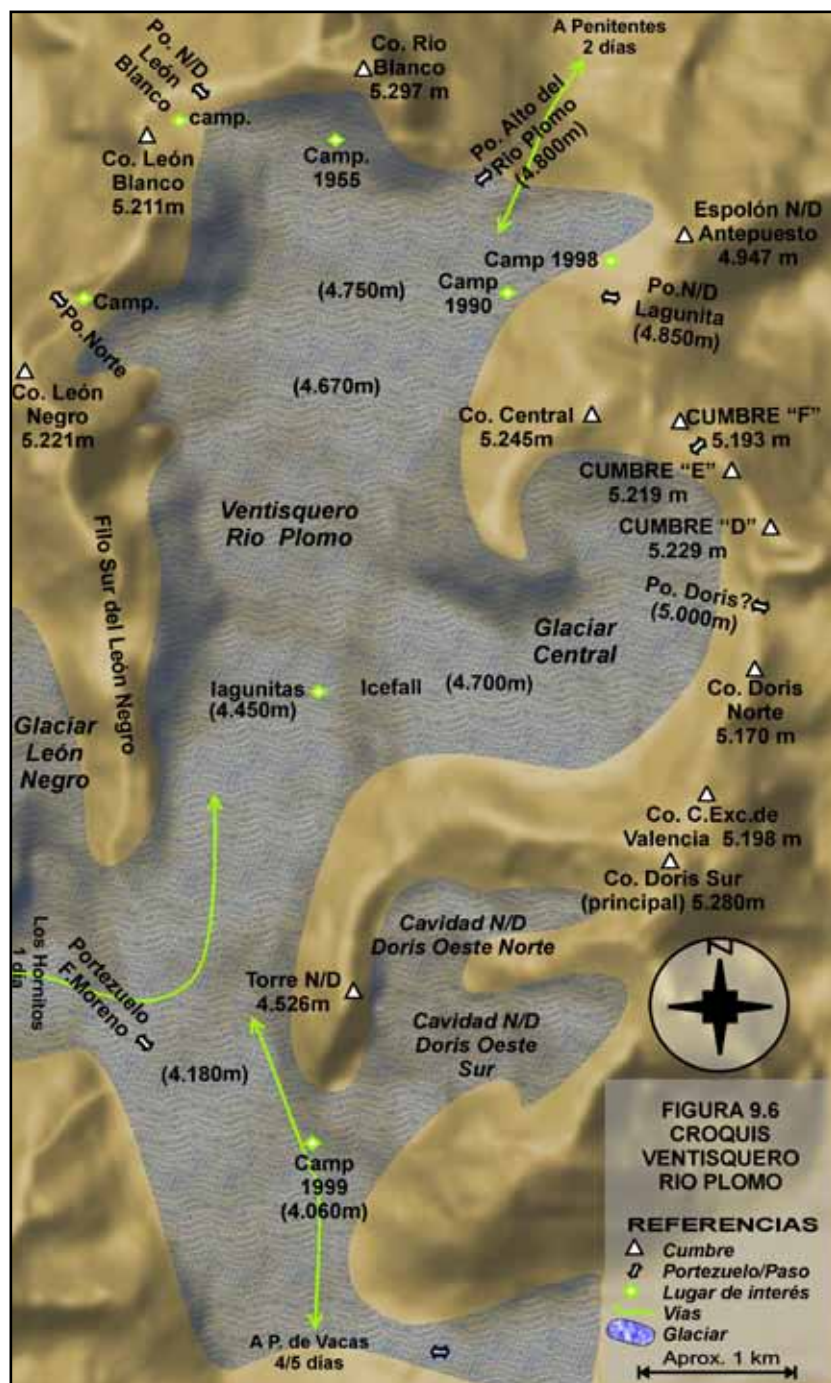 A Penitentes
2 días
Po. N/D
León
Blanco
Co. Rio
Blanco
5.297 m
camp.
Co. León
Blanco
5.211m
Camp.
1955
Po. Alto del
Rio Plomo
(4.800m)
Espolón N/D
Antepuesto
4.947 m
Camp 1998
Camp
1990
(4.750m)
Camp.
Po.Norte
Po.N/D
Lagunita
(4.850m)
Co. León
Negro
5.221m
(4.670m)
Co. Central
5.245m
CUMBRE “F”
5.193 m
CUMBRE “E”
5.219 m
CUMBRE “D”
5.229 m
Ventisquero
Rio Plomo
Filo Sur del León Negro
Po. Doris?
(5.000m)
Glaciar
Central
lagunitas
(4.450m)
Icefall
(4.700m)
Co. Doris
Norte
5.170 m
Glaciar
León
Negro
Co. C.Exc.de
Valencia 5.198 m
Co. Doris Sur
(principal) 5.280m
Los Hornitos
1 día
Portezuelo
F.Moreno
Cavidad N/D
Doris Oeste Norte
Torre N/D
4.526m
Cavidad N/D
Doris Oeste
Sur
(4.180m)
Camp
1999
(4.060m)
A P. de Vacas
4/5 días
N
FIGURA 9.6
CROQUIS
VENTISQUERO
RIO PLOMO
REFERENCIAS
Cumbre
Portezuelo/Paso
Lugar de interés
Vias
Glaciar
Aprox. 1 km